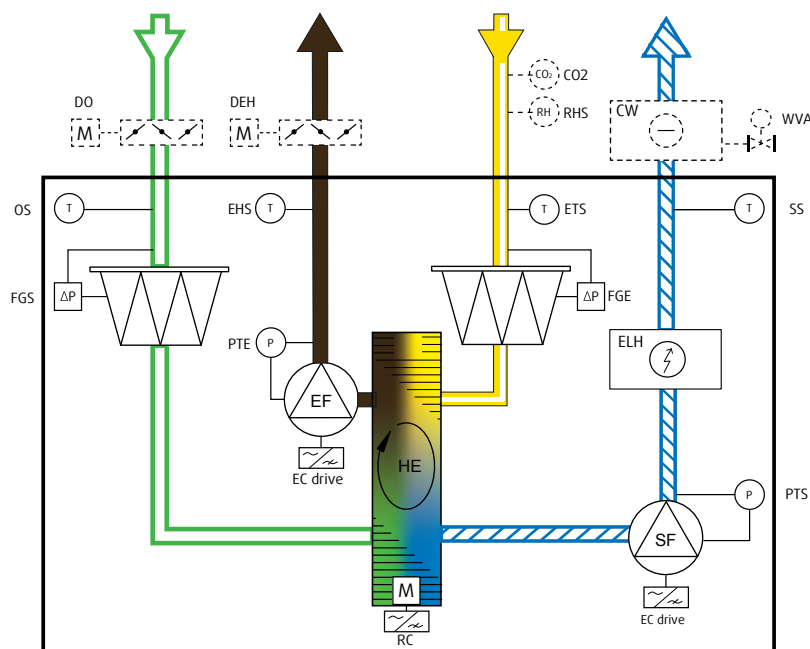 CO₂ CO2
DO
DEH
CW
WVA
M
M
RH RHS
OS
T
EHS
T
T
ETS
T
SS
FGS
ΔP
ΔP
FGE
PTE
P
ELH
EF
HE
EC drive
P
PTS
SF
M
RC
EC drive